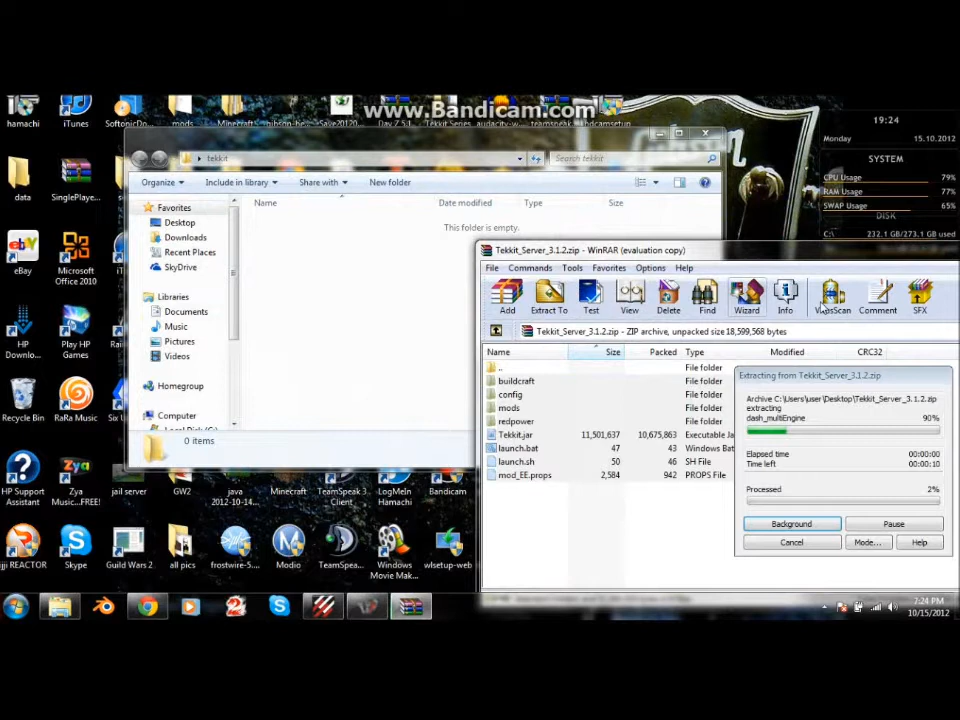 www.Bandicam.com
hamachi
iTunes
SoftonicDo...
mods
Minecraft
audacity-w...
19:24
Monday 15.10.2012
SYSTEM
CPU Usage 79%
RAM Usage 77%
SWAP Usage 65%
DISK
C:\ 232.1 GB/273.1 GB used
tekkit
Search tekkit
Organize
Include in library
Share with
New folder
Name Date modified Type Size
This folder is empty.
Favorites
Desktop
Downloads
Recent Places
SkyDrive
Libraries
Documents
Music
Pictures
Videos
Homegroup
Computer
0 items
data
SinglePlaye...
eBay
Microsoft Office 2010
HP Downlo...
Play HP Games
Recycle Bin
RaRa Music
HP Support Assistant
Zya Music...FREE!
jail server
GW2
java 2012-10-14...
Minecraft
TeamSpeak 3 Client
LogMeIn Hamachi
Bandicam
jji REACTOR
Skype
Guild Wars 2
all pics
frostwire-5....
Modio
TeamSp...
Windows Movie Mak...
wlsetup-web
Tekkit_Server_3.1.2.zip - WinRAR (evaluation copy)
File Commands Tools Favorites Options Help
Add
Extract To
Test
View
Delete
Find
Wizard
Info
VirusScan
Comment
SFX
Tekkit_Server_3.1.2.zip - ZIP archive, unpacked size 18,599,568 bytes
Name Size Packed Type Modified CRC32
.. File folder
buildcraft File folder
config File folder
mods File folder
redpower File folder
Tekkit.jar 11,501,637 10,675,863 Executable Ja
launch.bat 47 43 Windows Bat
launch.sh 50 46 SH File
mod_EE.props 2,584 942 PROPS File
Extracting from Tekkit_Server_3.1.2.zip
Archive C:\Users\user\Desktop\Tekkit_Server_3.1.2.zip
extracting
dash_multiEngine 90%
Elapsed time 00:00:00
Time left 00:00:10
Processed 2%
Background
Pause
Cancel
Mode...
Help
7:24 PM
10/15/2012